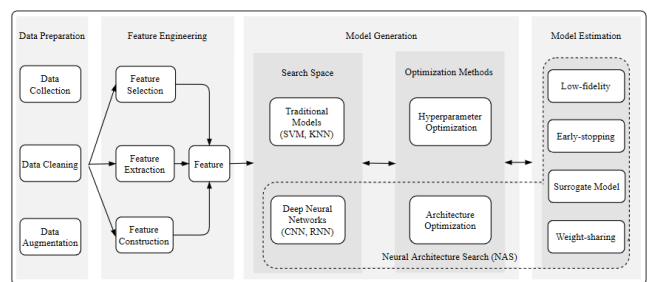 Data Preparation
Feature Engineering
Model Generation
Model Estimation
Data
Collection
Data Cleaning
Data
Augmentation
Feature
Selection
Feature
Extraction
Feature
Construction
Feature
Search Space
Traditional
Models
(SVM, KNN)
Deep Neural
Networks
(CNN, RNN)
Optimization Methods
Hyperparameter
Optimization
Architecture
Optimization
Neural Architecture Search (NAS)
Low-fidelity
Early-stopping
Surrogate Model
Weight-sharing